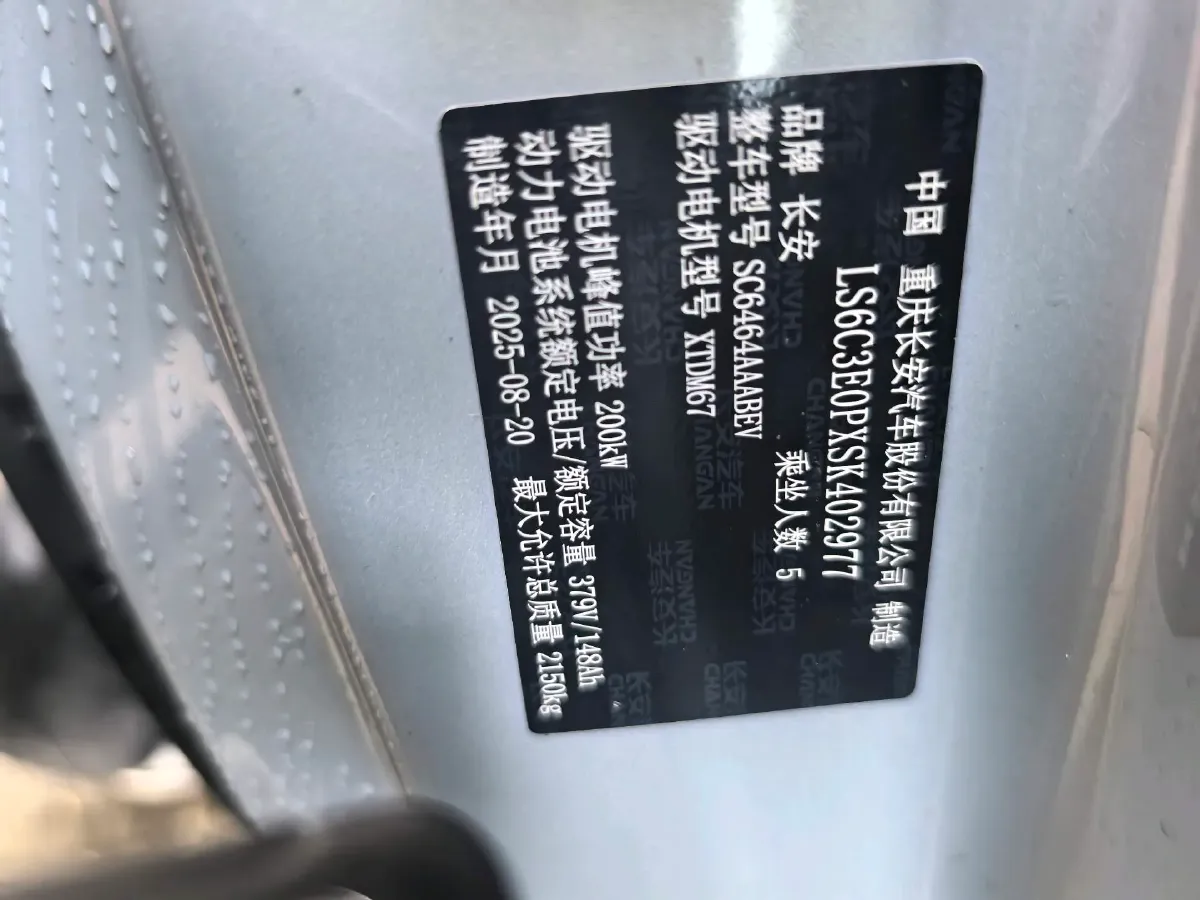 中国 重庆长安汽车股份有限公司 制造
LS6C3E0PXSK402977
品牌 长安 乘坐人数 5
整车型号 SC6464AAABEV
驱动电机型号 XTDM67
驱动电机峰值功率 200kW
动力电池系统额定电压/额定容量 379V/148Ah
制造年月 2025-08-20 最大允许总质量 2150kg